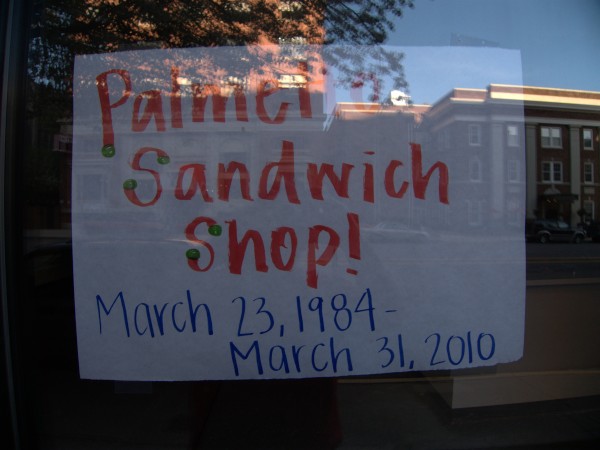 Palmer's
Sandwich
Shop!
March 23, 1984-
March 31, 2010